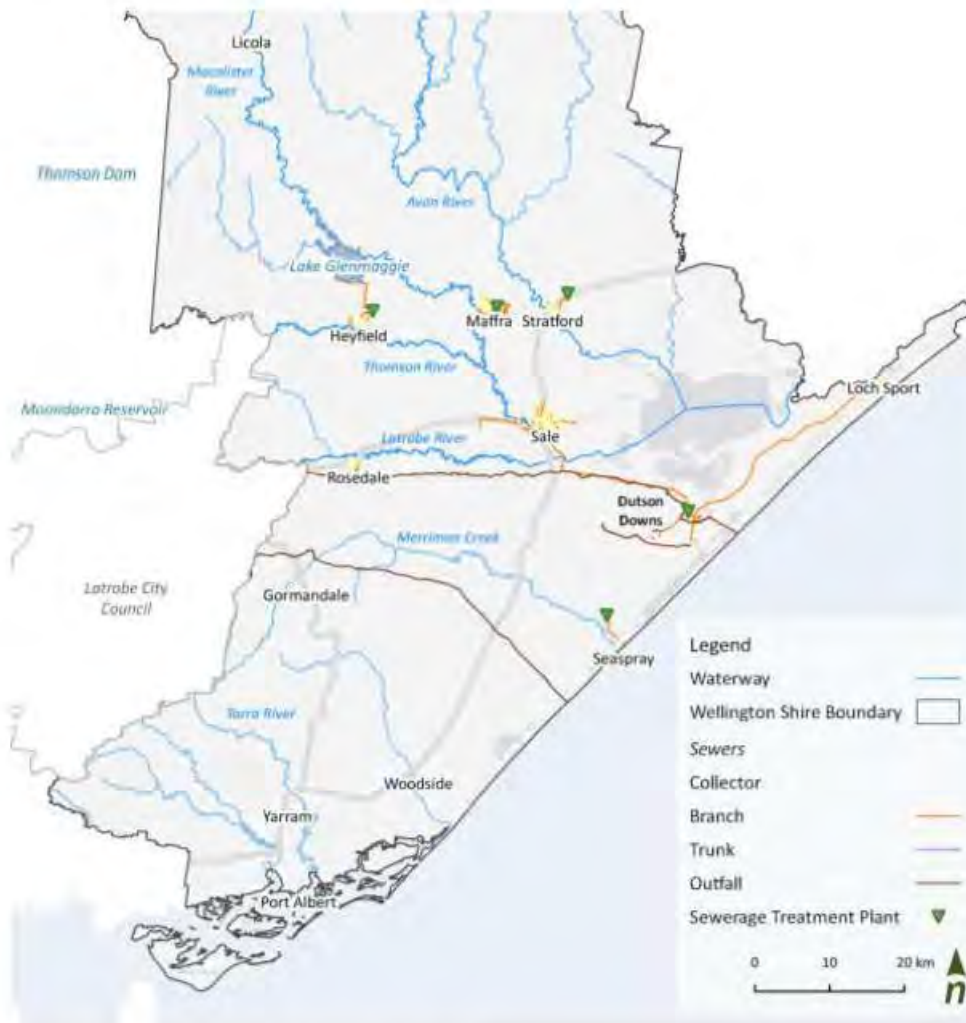 Licola
Macalister
River
Thomson Dam
Avon River
Lake Glenmaggie
Heyfield
Maffra
Stratford
Thomson River
Loch Sport
Moondarra Reservoir
Sale
Latrobe River
Rosedale
Dutson
Downs
Merriman Creek
Latrobe City
Council
Gormandale
Seaspray
Tarra River
Woodside
Yarram
Port Albert
Legend
Waterway
Wellington Shire Boundary
Sewers
Collector
Branch
Trunk
Outfall
Sewerage Treatment Plant
0 10 20 km
n